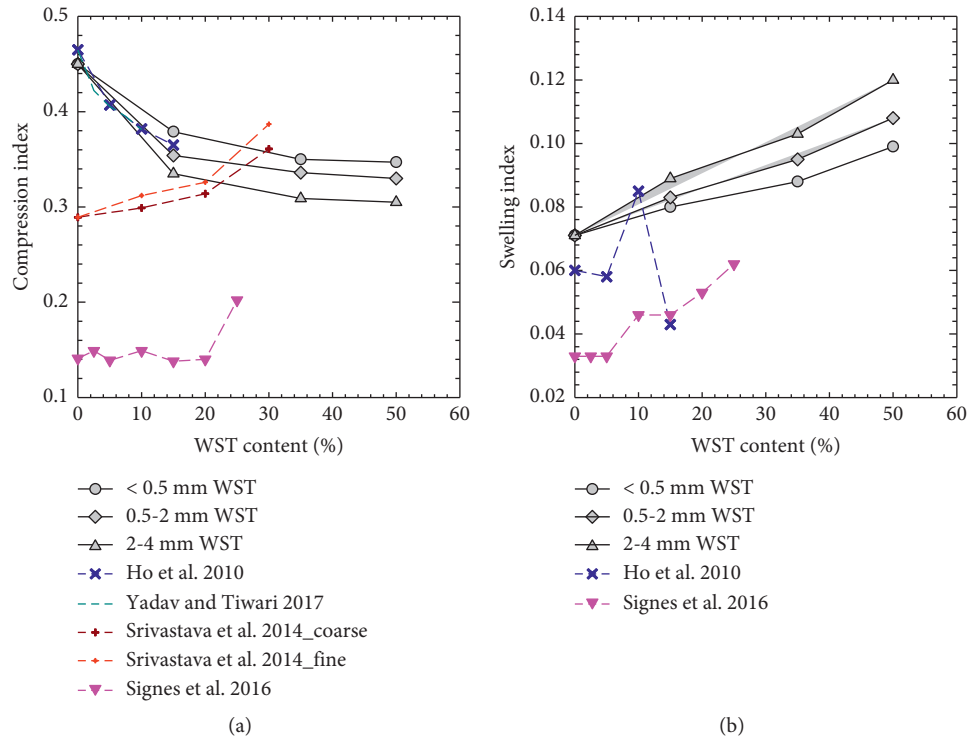 0.5
0.4
0.3
0.2
0.1
Compression index
0 10 20 30 40 50 60
WST content (%)
< 0.5 mm WST
0.5-2 mm WST
2-4 mm WST
Ho et al. 2010
Yadav and Tiwari 2017
Srivastava et al. 2014_coarse
Srivastava et al. 2014_fine
Signes et al. 2016
(a)
0.14
0.12
0.10
0.08
0.06
0.04
0.02
Swelling index
0 10 20 30 40 50 60
WST content (%)
< 0.5 mm WST
0.5-2 mm WST
2-4 mm WST
Ho et al. 2010
Signes et al. 2016
(b)